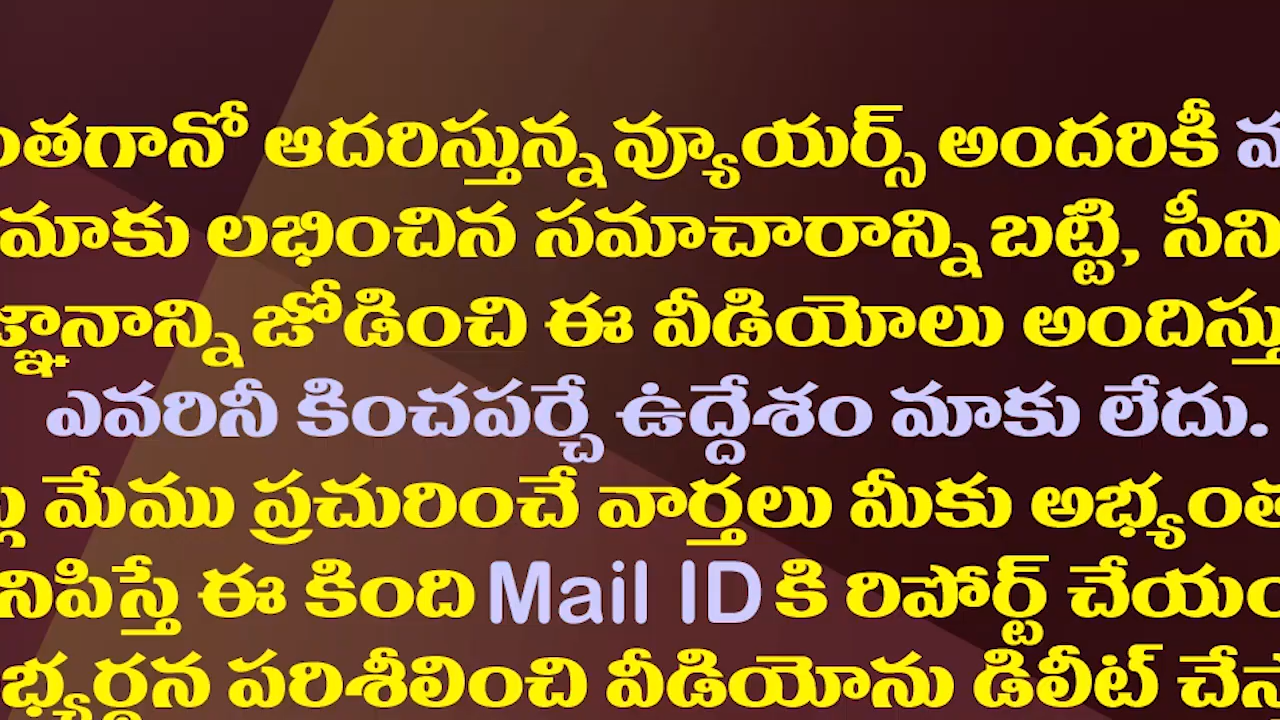 ంతగానో ఆదరిస్తున్న వ్యూయర్స్ అందరికీ
మాకు లభించిన సమాచారాన్ని బట్టి, సీని
జ్ఞానాన్ని జోడించి ఈ వీడియోలు అందిస్తు
ఎవరినీ కించపర్చే ఉద్దేశం మాకు లేదు.
మేము ప్రచురించే వార్తలు మీకు అభ్యంత
నిపిస్తే ఈ కింది Mail ID కి రిపోర్ట్ చేయం
భ్యర్ధన పరిశీలించి వీడియోను డిలీట్ చేస